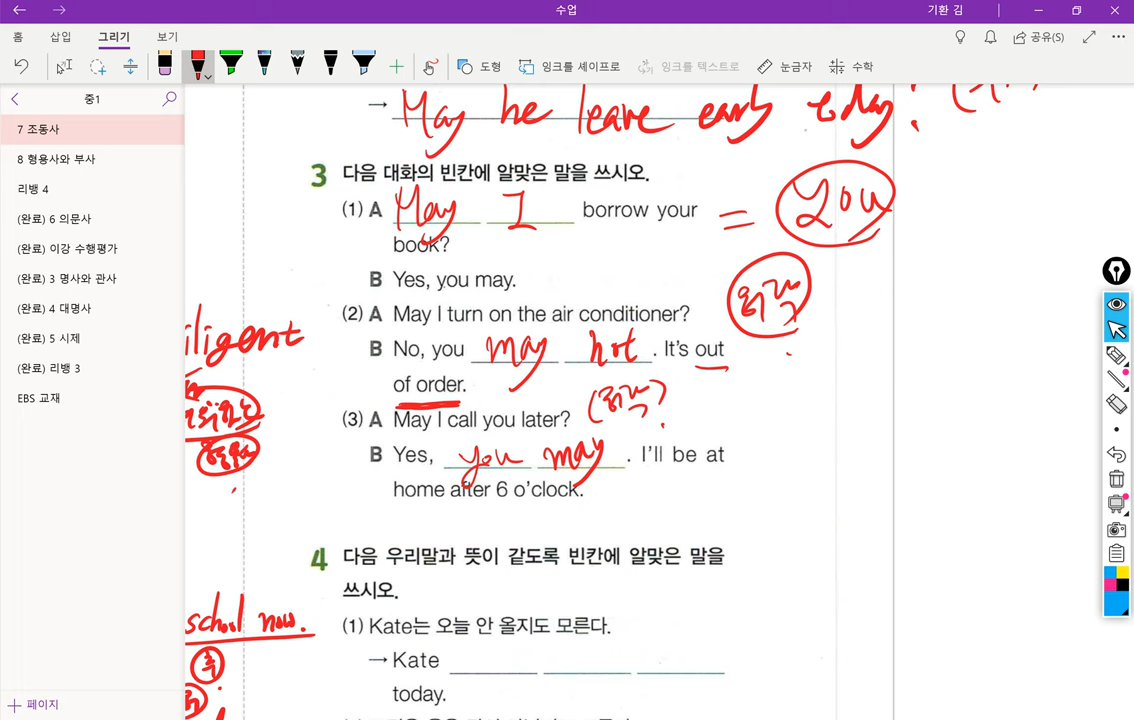 수업
기환 김
홈 삽입 그리기 보기
공유(S)
도형 잉크를 셰이프로 잉크를 텍스트로 눈금자 수학
중1
7 조동사
8 형용사와 부사
리뱅 4
(완료) 6 의문사
(완료) 이강 수행평가
(완료) 3 명사와 관사
(완료) 4 대명사
(완료) 5 시제
(완료) 리뱅 3
EBS 교재
페이지
→ May he leave early today?
3 다음 대화의 빈칸에 알맞은 말을 쓰시오.
(1) A May I borrow your = you
book?
B Yes, you may.
(2) A May I turn on the air conditioner? 허락
iligent
B No, you may not. It's out
of order.
(허락)
(3) A May I call you later?
B Yes, you may. I'll be at
home after 6 o'clock.
4 다음 우리말과 뜻이 같도록 빈칸에 알맞은 말을
쓰시오.
school now.
(1) Kate는 오늘 안 올지도 모른다.
→ Kate
추
today.